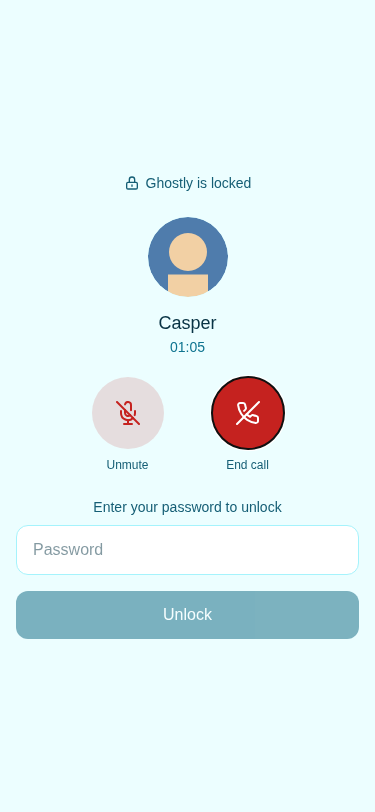 Ghostly is locked
Casper
01:05
Unmute
End call
Enter your password to unlock
Password
Unlock